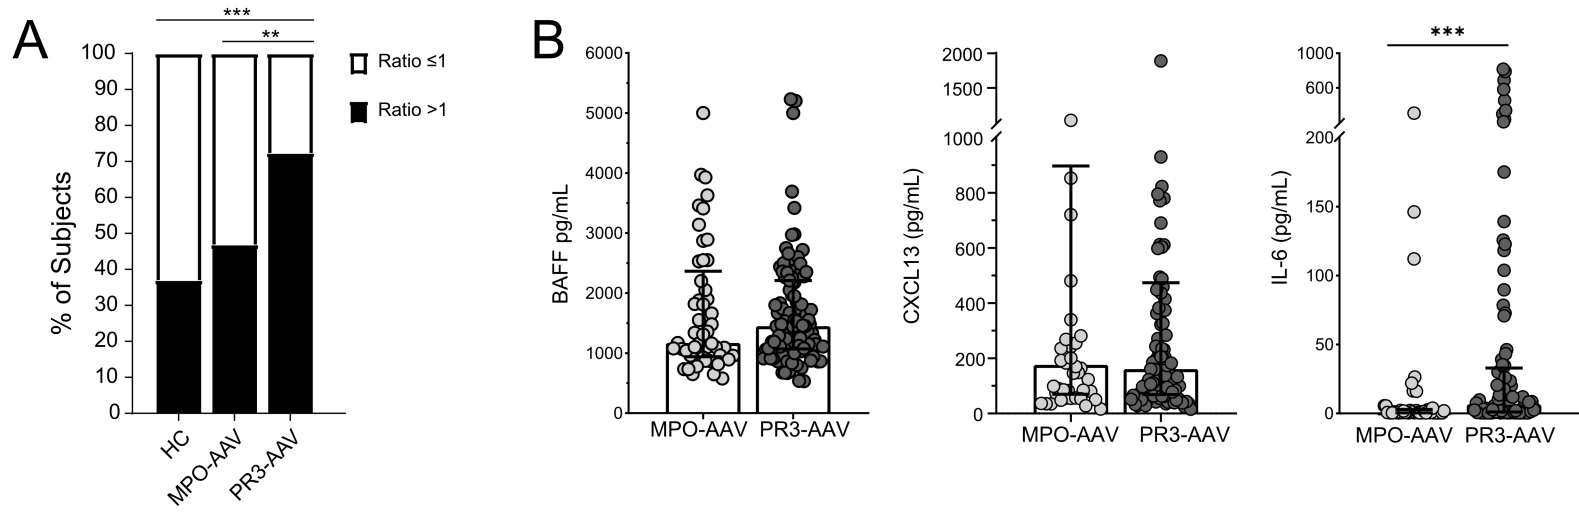 A
***
**
% of Subjects
100
90
80
70
60
50
40
30
20
10
0
HC
MPO-AAV
PR3-AAV
Ratio ≤1
Ratio >1
B
BAFF pg/mL
6000
5000
4000
3000
2000
1000
0
MPO-AAV
PR3-AAV
CXCL13 (pg/mL)
2000
1500
1000
800
600
400
200
0
MPO-AAV
PR3-AAV
***
IL-6 (pg/mL)
1000
600
200
150
100
50
0
MPO-AAV
PR3-AAV